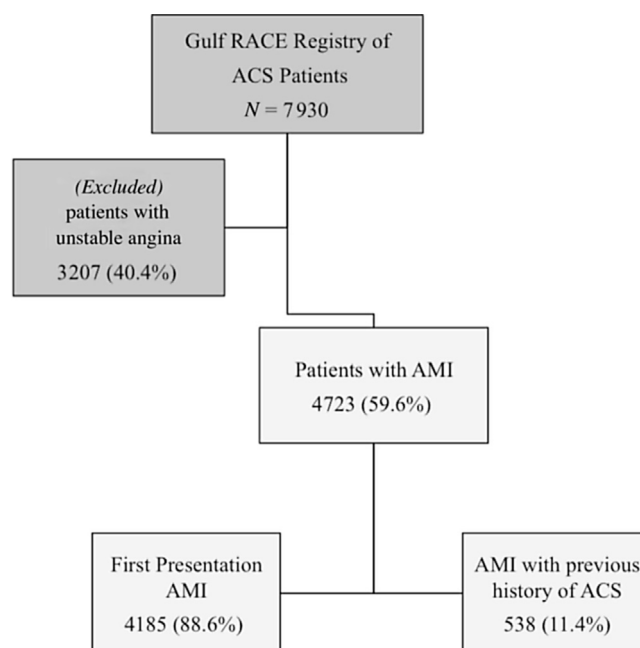 Gulf RACE Registry of
ACS Patients
N = 7930
(Excluded)
patients with
unstable angina
3207 (40.4%)
Patients with AMI
4723 (59.6%)
First Presentation
AMI
4185 (88.6%)
AMI with previous
history of ACS
538 (11.4%)